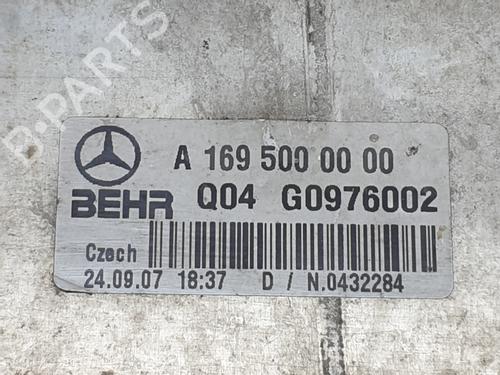 B-PARTS
A 169 500 00 00
BEHR Q04 G0976002
Czech
24.09.07 18:37 D / N.0432284